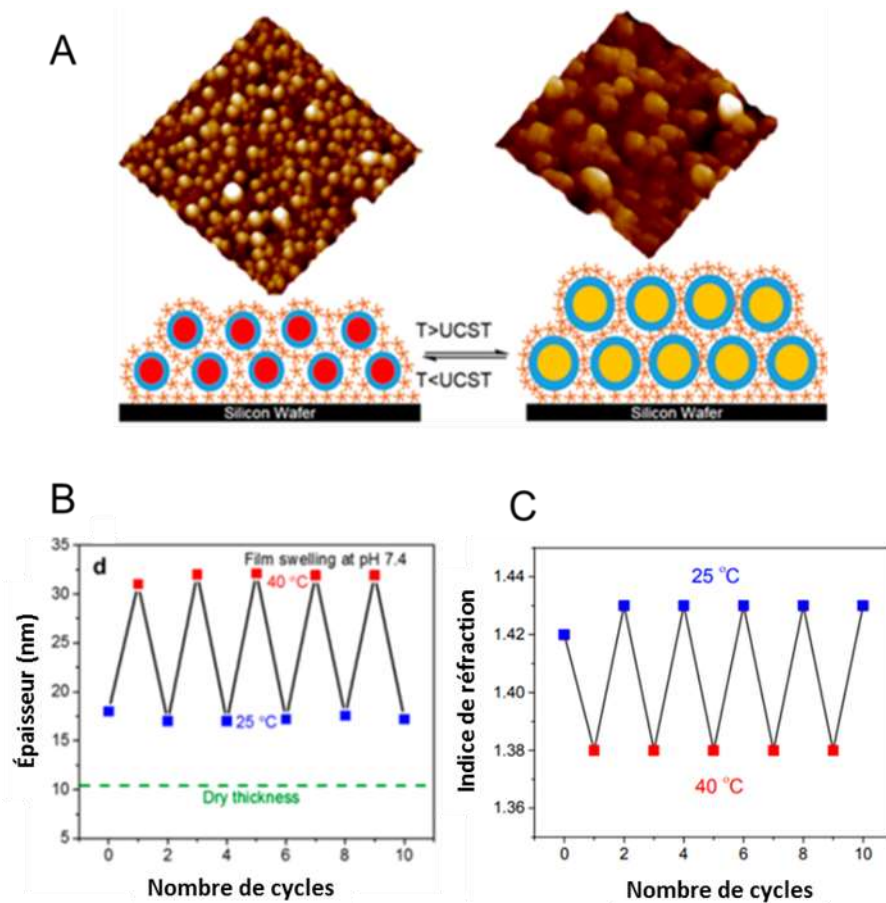 A
T>UCST
T<UCST
Silicon Wafer
Silicon Wafer
B
d
Film swelling at pH 7.4
40 °C
25 °C
Dry thickness
Épaisseur (nm)
35
30
25
20
15
10
5
0
2
4
6
8
10
Nombre de cycles
C
25 °C
40 °C
Indice de réfraction
1.44
1.42
1.40
1.38
1.36
0
2
4
6
8
10
Nombre de cycles